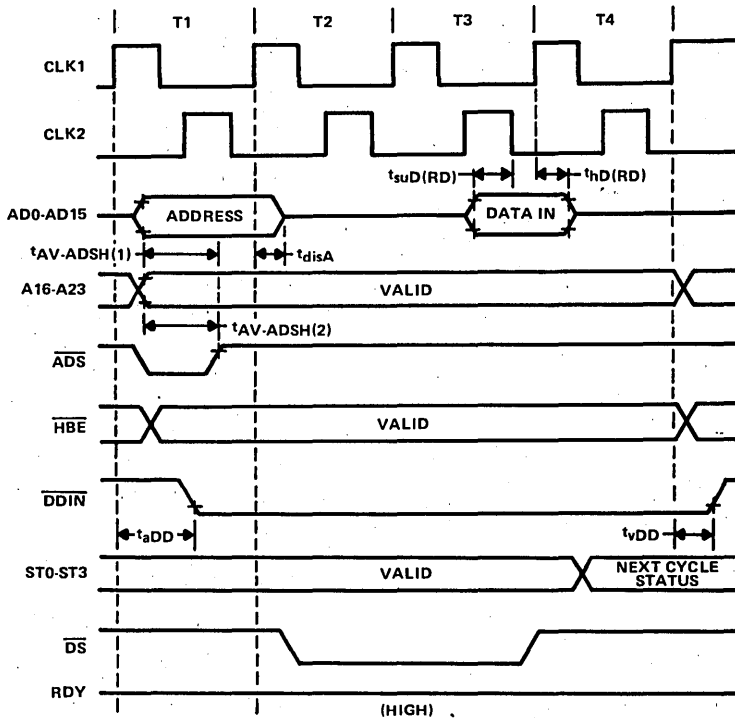 T1 T2 T3 T4
CLK1
CLK2
tsuD(RD) thD(RD)
AD0-AD15 ADDRESS DATA IN
tAV-ADSH(1) tdisA
A16-A23 VALID
tAV-ADSH(2)
ADS
HBE VALID
DDIN
taDD tvDD
ST0-ST3 VALID NEXT CYCLE
STATUS
DS
RDY
(HIGH)